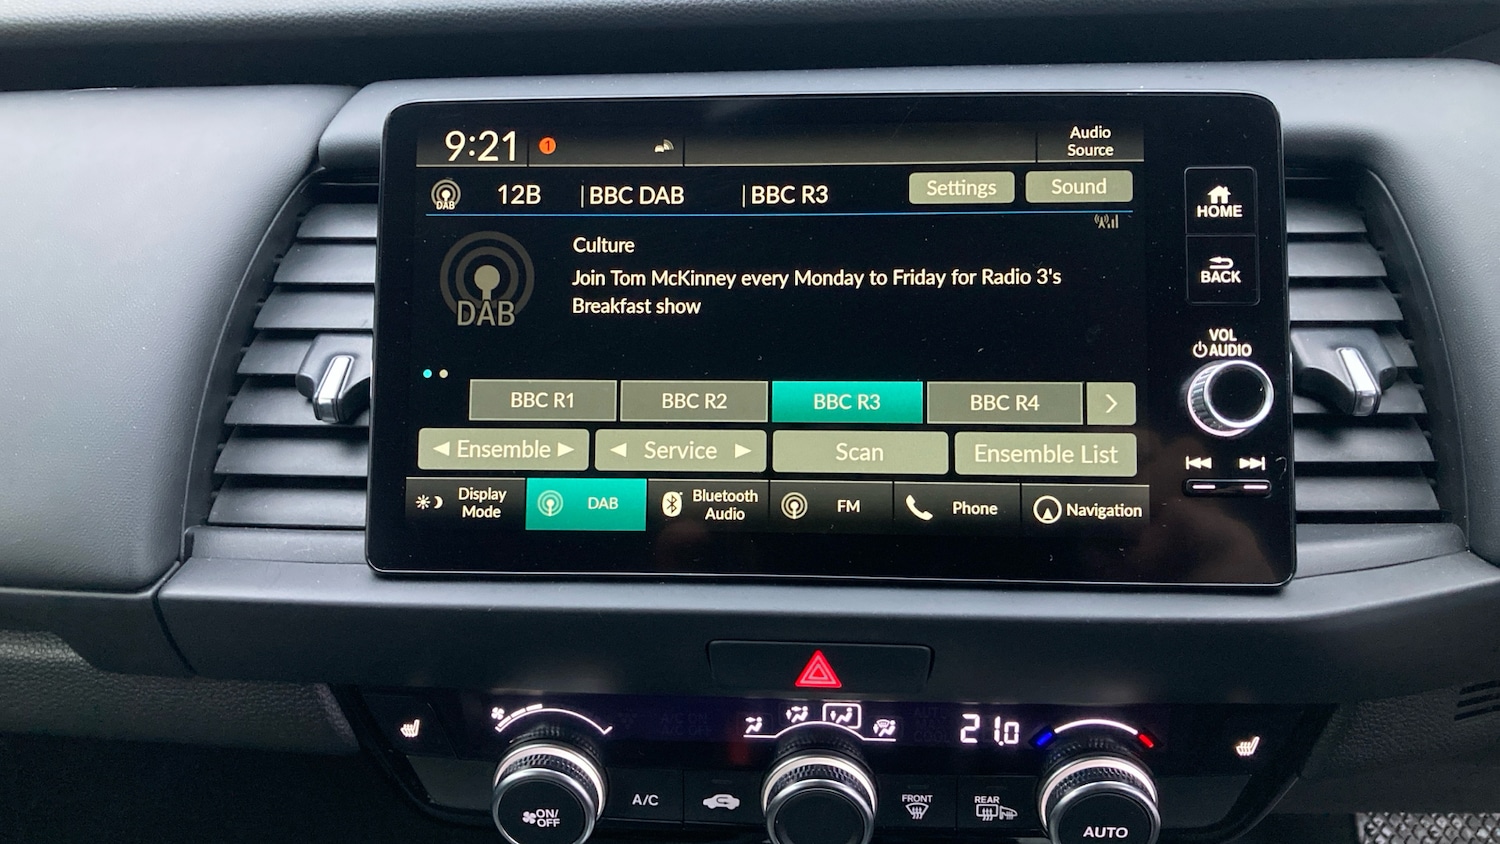 9:21
1
Audio
Source
DAB
12B
BBC DAB
BBC R3
Settings
Sound
HOME
BACK
Culture
Join Tom McKinney every Monday to Friday for Radio 3's
Breakfast show
DAB
VOL
AUDIO
BBC R1
BBC R2
BBC R3
BBC R4
Ensemble
Service
Scan
Ensemble List
Display
Mode
DAB
Bluetooth
Audio
FM
Phone
Navigation
21.0
ON/
OFF
A/C
FRONT
REAR
AUTO